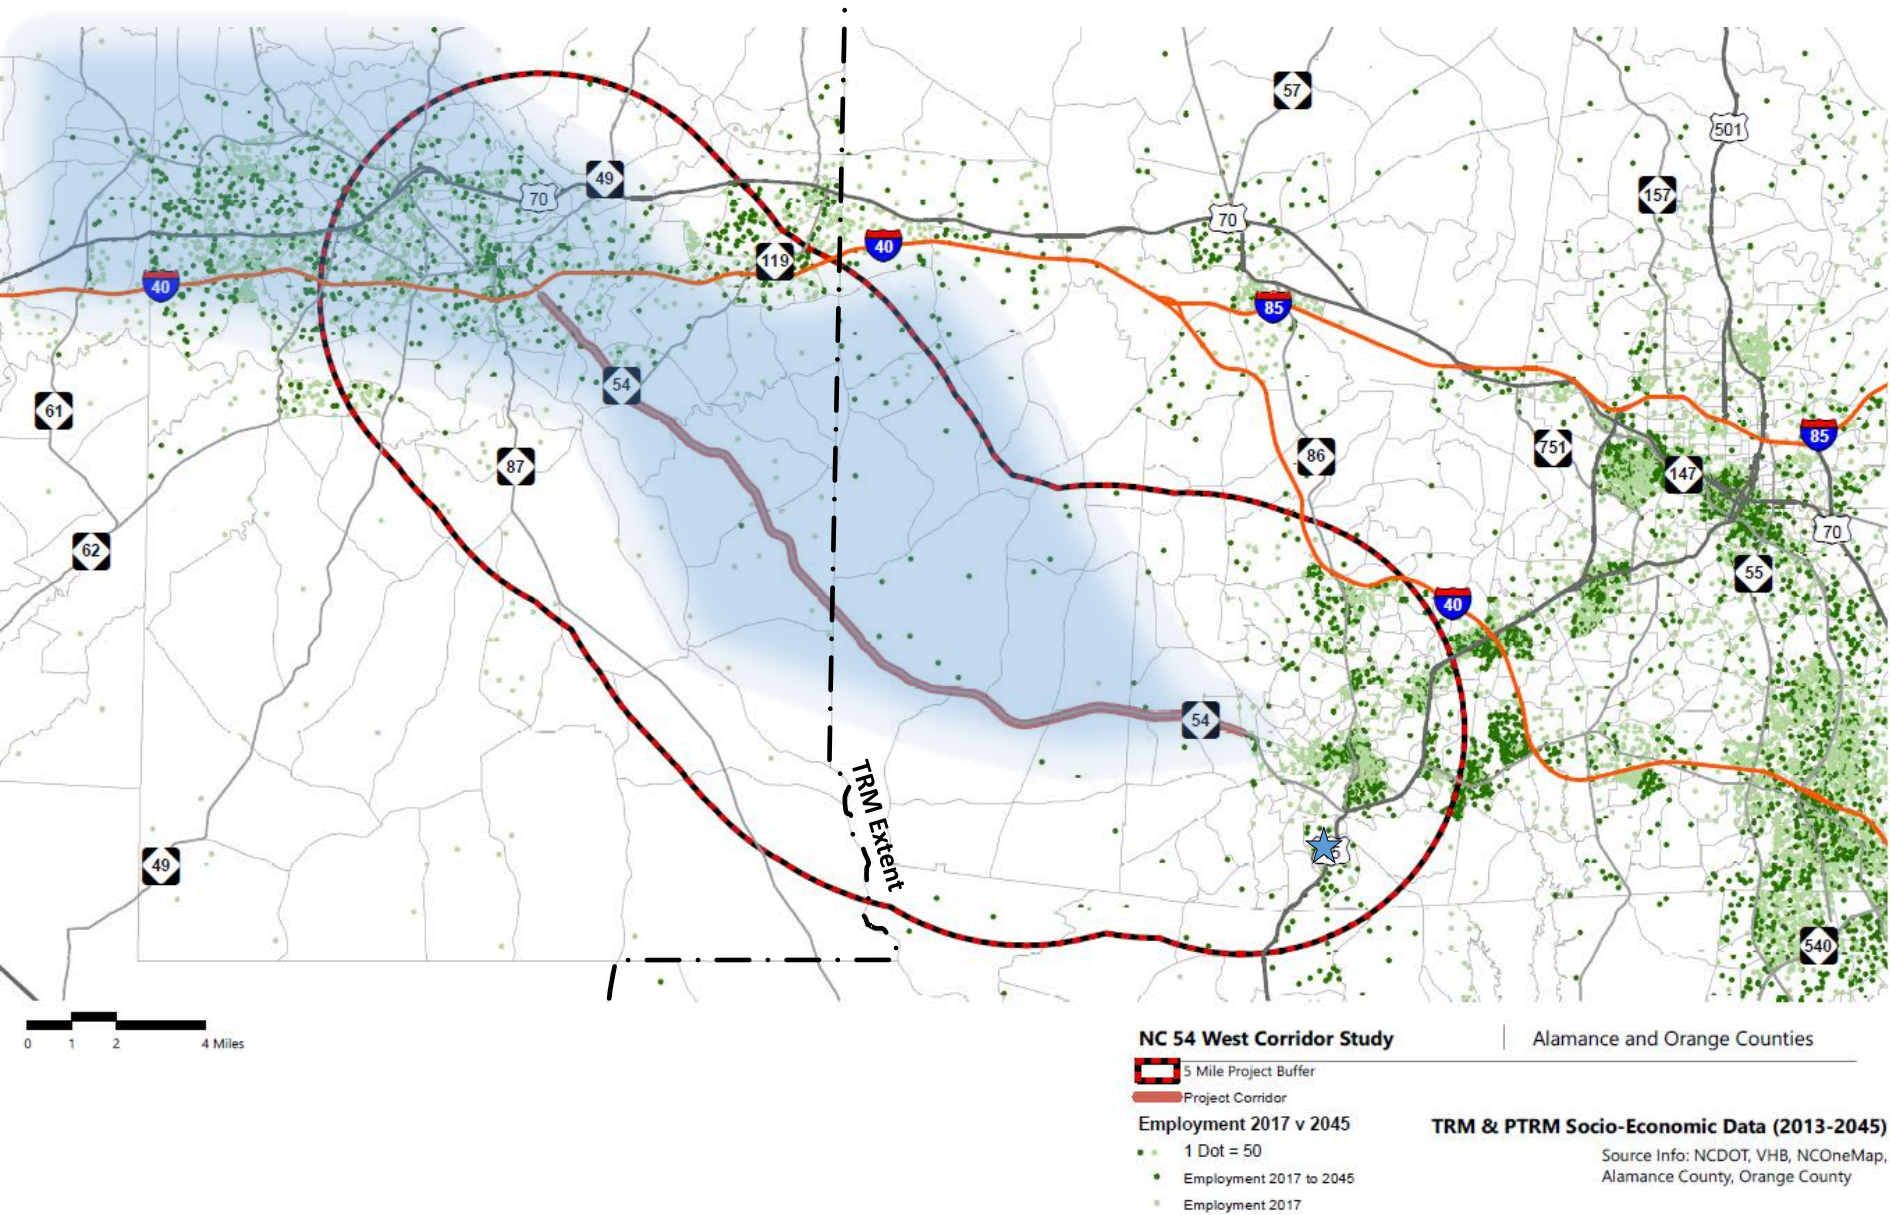 57
501
49
70
157
70
40
119
40
85
54
61
86
751
85
87
147
70
62
55
40
54
TRM Extent
49
540
0 1 2 4 Miles
NC 54 West Corridor Study | Alamance and Orange Counties
5 Mile Project Buffer
Project Corridor
Employment 2017 v 2045
1 Dot = 50
Employment 2017 to 2045
Employment 2017
TRM & PTRM Socio-Economic Data (2013-2045)
Source Info: NCDOT, VHB, NCOneMap,
Alamance County, Orange County